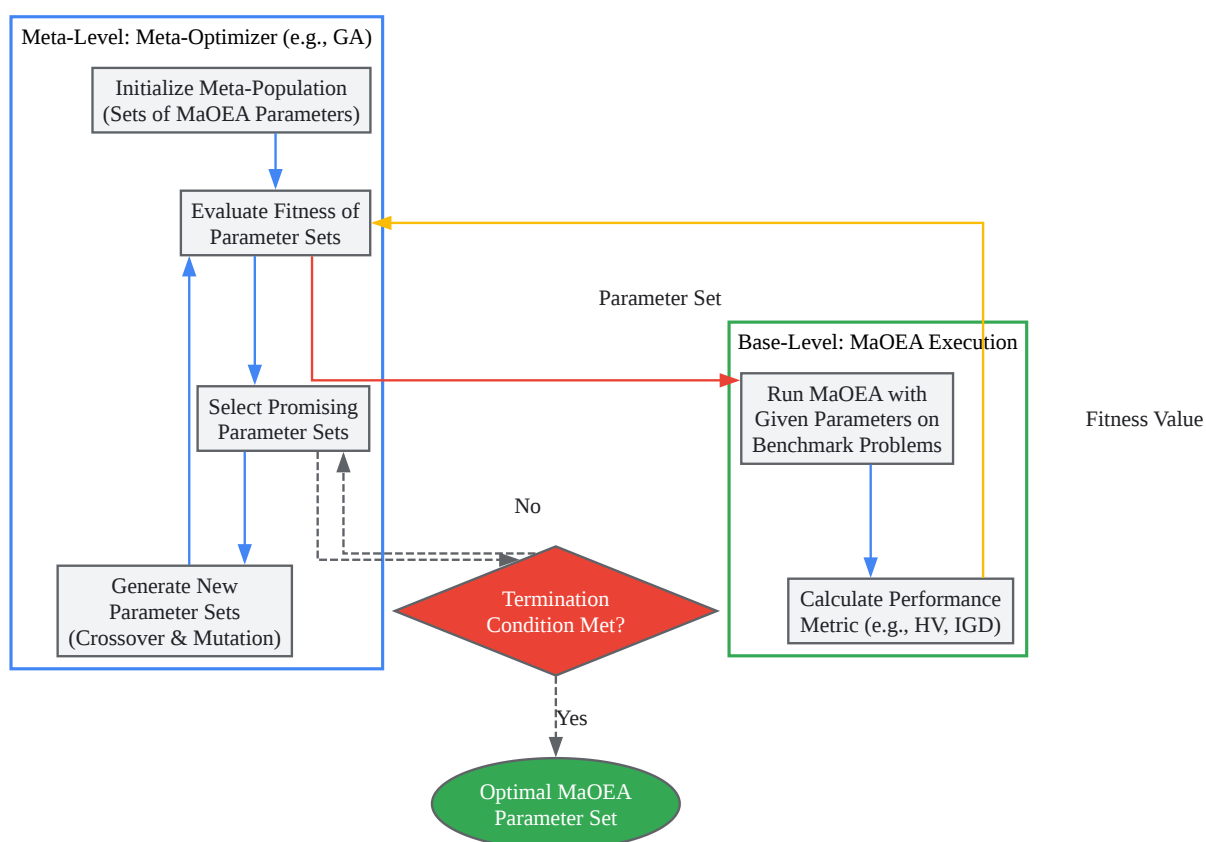 Meta-Level: Meta-Optimizer (e.g., GA)
Initialize Meta-Population
(Sets of MaOEA Parameters)
Evaluate Fitness of
Parameter Sets
Parameter Set
Base-Level: MaOEA Execution
Select Promising
Parameter Sets
Run MaOEA with
Given Parameters on
Benchmark Problems
Fitness Value
No
Generate New
Parameter Sets
(Crossover & Mutation)
Termination
Condition Met?
Calculate Performance
Metric (e.g., HV, IGD)
Yes
Optimal MaOEA
Parameter Set